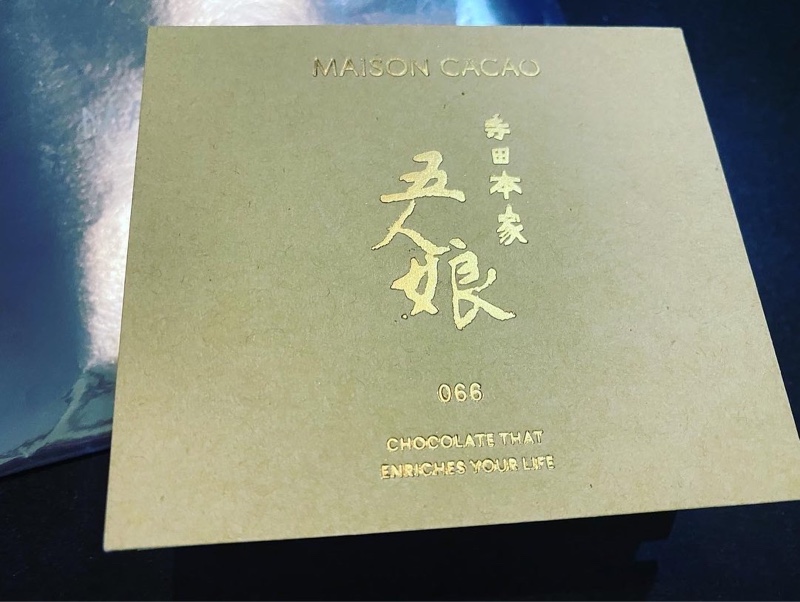 MAISON CACAO
寺田本家
五人娘
066
CHOCOLATE THAT
ENRICHES YOUR LIFE